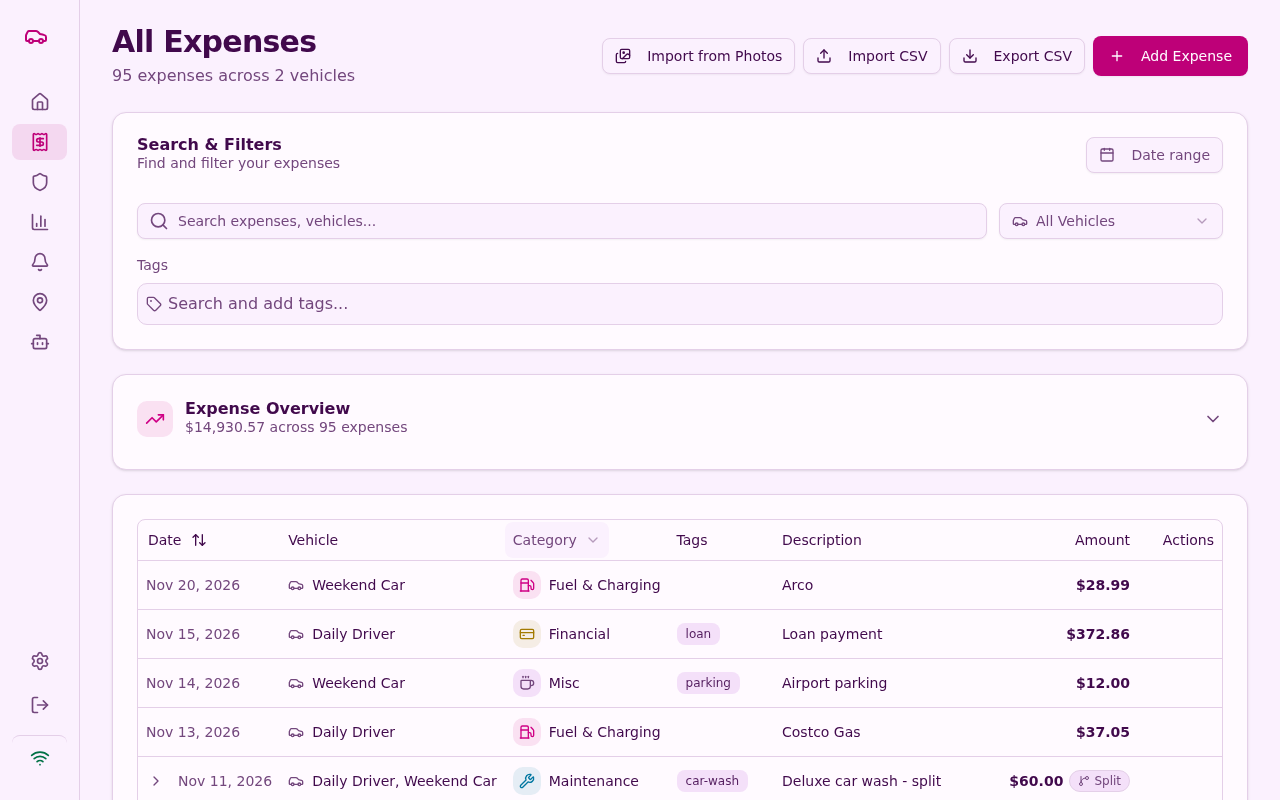 All Expenses
95 expenses across 2 vehicles
Import from Photos
Import CSV
Export CSV
Add Expense
Search & Filters
Find and filter your expenses
Date range
Search expenses, vehicles...
All Vehicles
Tags
Search and add tags...
Expense Overview
$14,930.57 across 95 expenses
Date Vehicle Category Tags Description Amount Actions
Nov 20, 2026 Weekend Car Fuel & Charging Arco $28.99
Nov 15, 2026 Daily Driver Financial loan Loan payment $372.86
Nov 14, 2026 Weekend Car Misc parking Airport parking $12.00
Nov 13, 2026 Daily Driver Fuel & Charging Costco Gas $37.05
Nov 11, 2026 Daily Driver, Weekend Car Maintenance car-wash Deluxe car wash - split $60.00 Split